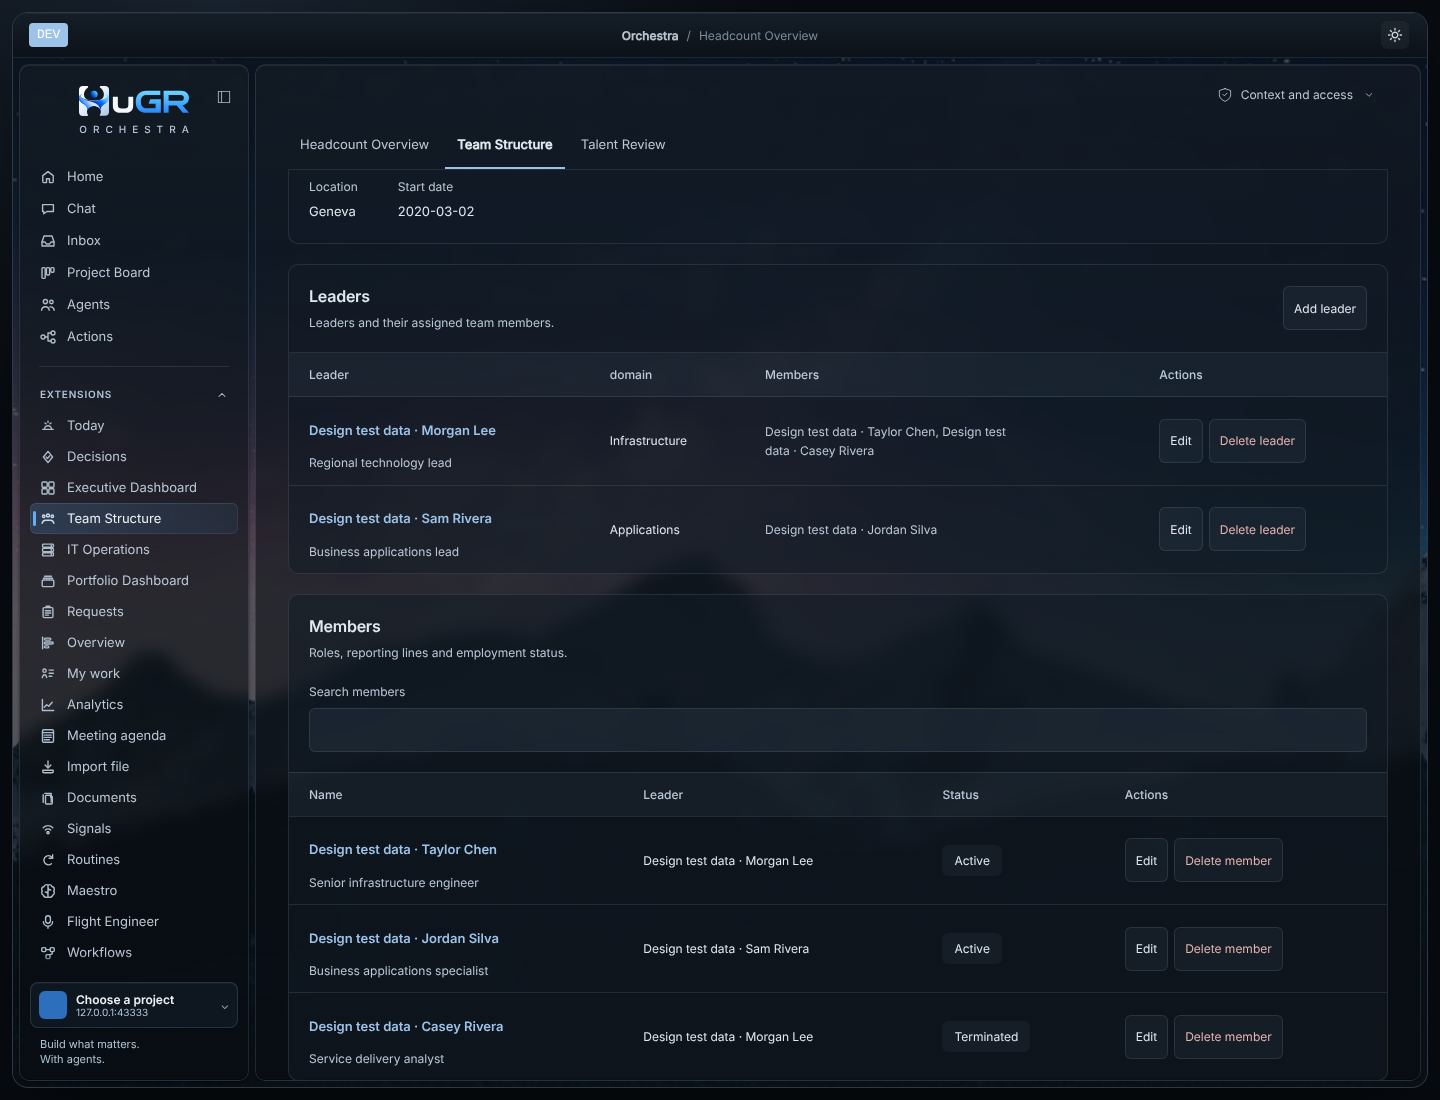 DEV
Orchestra / Headcount Overview
HuGR
ORCHESTRA
Home
Chat
Inbox
Project Board
Agents
Actions
EXTENSIONS
Today
Decisions
Executive Dashboard
Team Structure
IT Operations
Portfolio Dashboard
Requests
Overview
My work
Analytics
Meeting agenda
Import file
Documents
Signals
Routines
Maestro
Flight Engineer
Workflows
Choose a project
127.0.0.1:43333
Build what matters.
With agents.
Context and access
Headcount Overview Team Structure Talent Review
Location Start date
Geneva 2020-03-02
Leaders
Leaders and their assigned team members.
Add leader
Leader domain Members Actions
Design test data · Morgan Lee
Regional technology lead
Infrastructure
Design test data · Taylor Chen, Design test
data · Casey Rivera
Edit Delete leader
Design test data · Sam Rivera
Business applications lead
Applications
Design test data · Jordan Silva
Edit Delete leader
Members
Roles, reporting lines and employment status.
Search members
Name Leader Status Actions
Design test data · Taylor Chen
Senior infrastructure engineer
Design test data · Morgan Lee
Active
Edit Delete member
Design test data · Jordan Silva
Business applications specialist
Design test data · Sam Rivera
Active
Edit Delete member
Design test data · Casey Rivera
Service delivery analyst
Design test data · Morgan Lee
Terminated
Edit Delete member